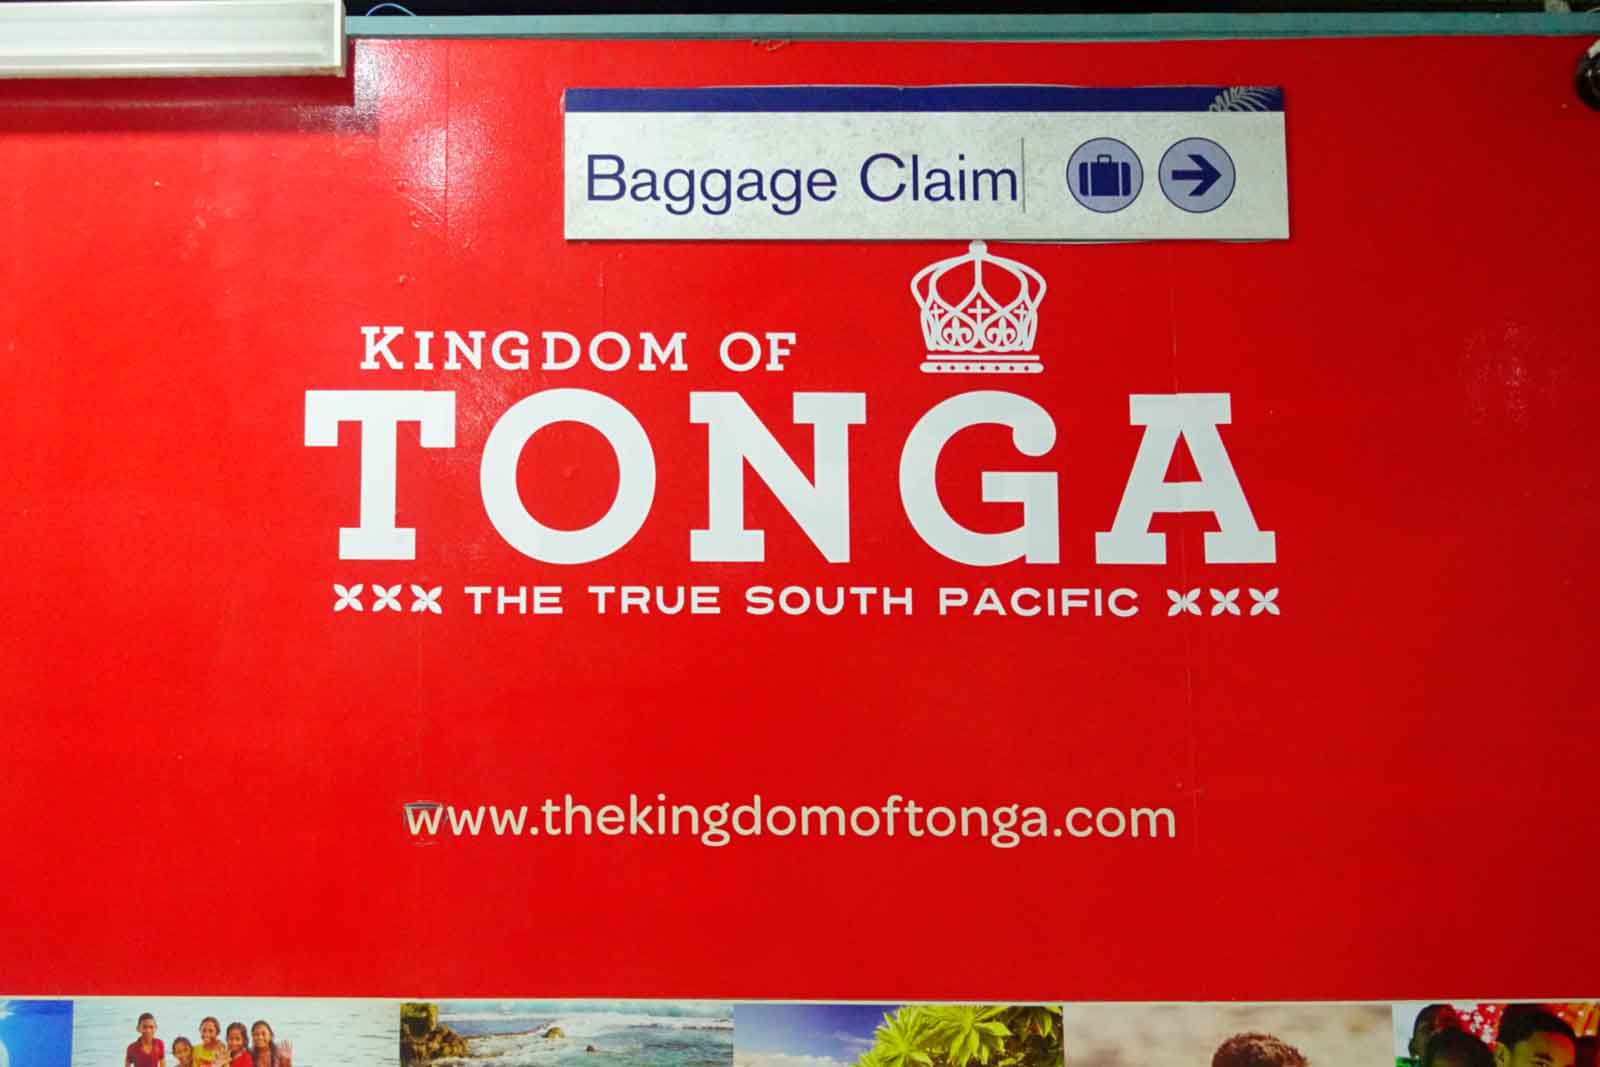 Baggage Claim
KINGDOM OF
TONGA
THE TRUE SOUTH PACIFIC
www.thekingdomoftonga.com